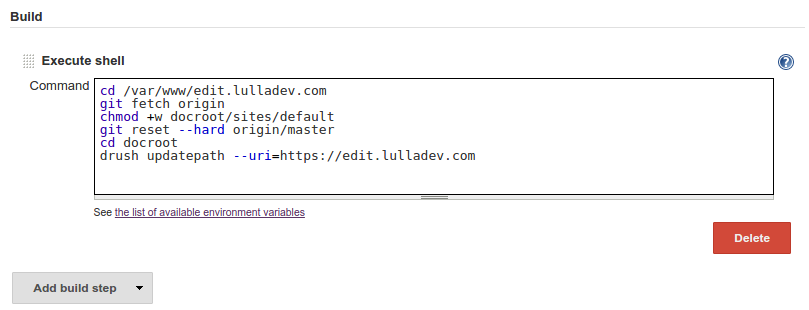 Build
Execute shell
?
Command
cd /var/www/edit.lulladev.com
git fetch origin
chmod +w docroot/sites/default
git reset --hard origin/master
cd docroot
drush updatepath --uri=https://edit.lulladev.com
See the list of available environment variables
Delete
Add build step